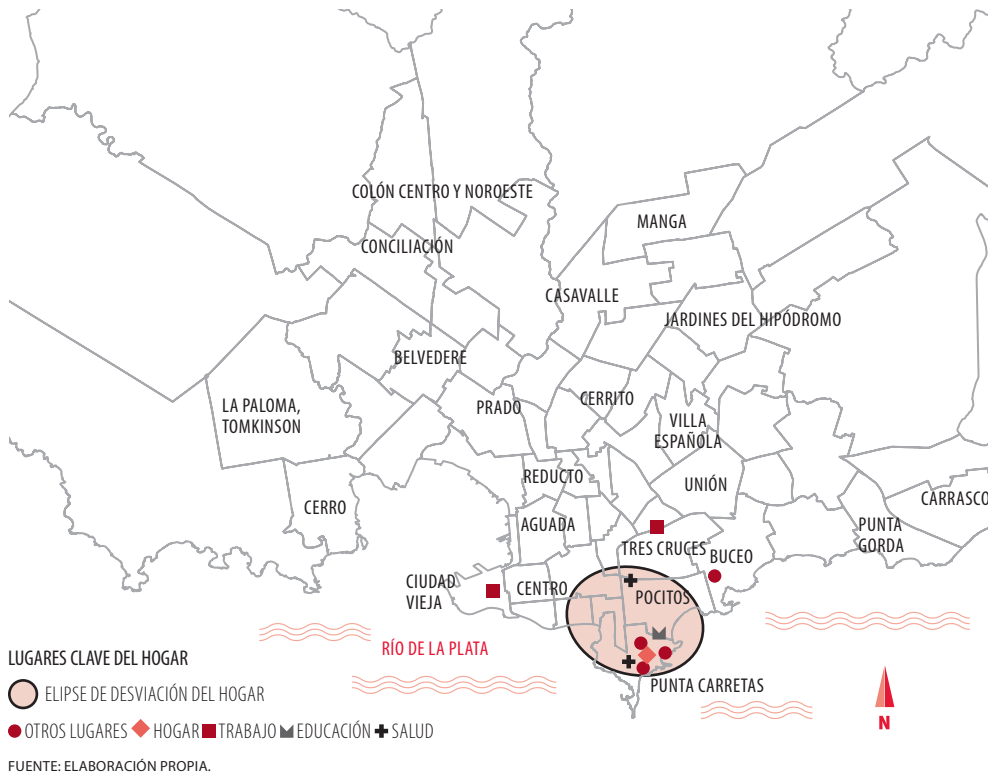 COLÓN CENTRO Y NOROESTE
MANGA
CONCILIACIÓN
CASAVALLE
JARDINES DEL HIPÓDROMO
BELVEDERE
LA PALOMA,
TOMKINSON
PRADO
CERRITO
VILLA
ESPAÑOLA
REDUCTO
UNIÓN
CERRO
CARRASCO
AGUADA
PUNTA
GORDA
TRES CRUCES
BUCEO
CIUDAD
VIEJA
CENTRO
POCITOS
RÍO DE LA PLATA
PUNTA CARRETAS
N
LUGARES CLAVE DEL HOGAR
ELIPSE DE DESVIACIÓN DEL HOGAR
OTROS LUGARES HOGAR TRABAJO EDUCACIÓN SALUD
FUENTE: ELABORACIÓN PROPIA.